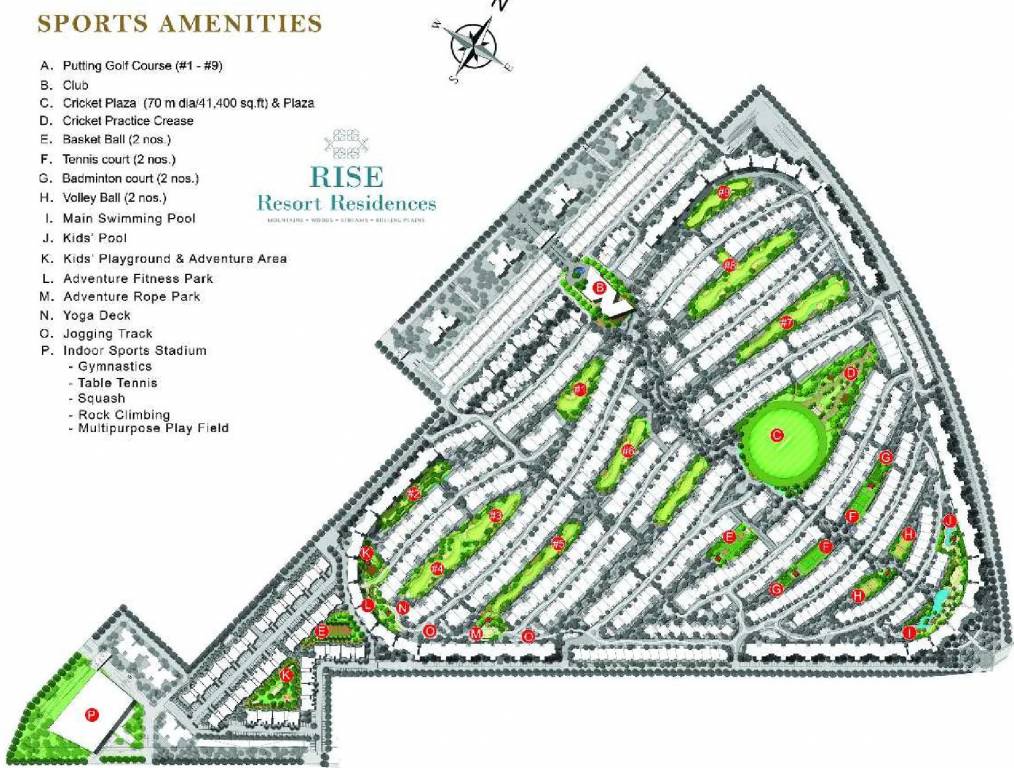 SPORTS AMENITIES
A. Putting Golf Course (#1 - #9)
B. Club
C. Cricket Plaza (70 m dia/41,400 sq.ft) & Plaza
D. Cricket Practice Crease
E. Basket Ball (2 nos.)
F. Tennis court (2 nos.)
G. Badminton court (2 nos.)
H. Volley Ball (2 nos.)
I. Main Swimming Pool
J. Kids' Pool
K. Kids' Playground & Adventure Area
L. Adventure Fitness Park
M. Adventure Rope Park
N. Yoga Deck
O. Jogging Track
P. Indoor Sports Stadium
- Gymnastics
- Table Tennis
- Squash
- Rock Climbing
- Multipurpose Play Field
RISE
Resort Residences
MOUNTAINS • WOODS • STREAMS • ROLLING PLAINS
N
W
E
S
#9
#8
B
#7
D
#1
C
#6
G
#2
#3
F
J
E
H
#5
F
K
#4
G
H
L
N
E
O
M
O
I
K
P